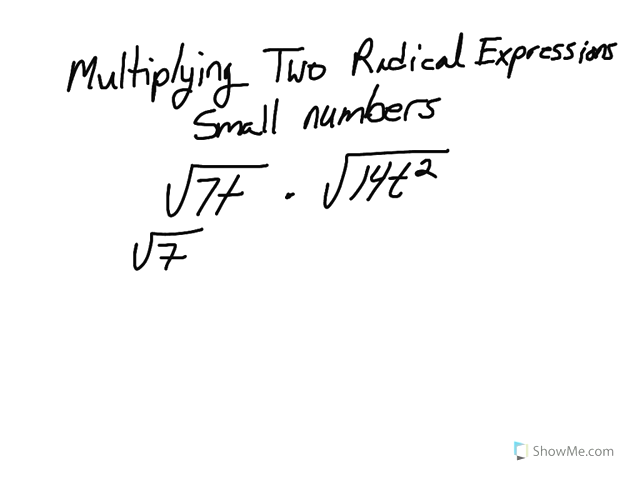 Multiplying Two Radical Expressions
Small numbers
√7t · √14t²
√7
ShowMe.com